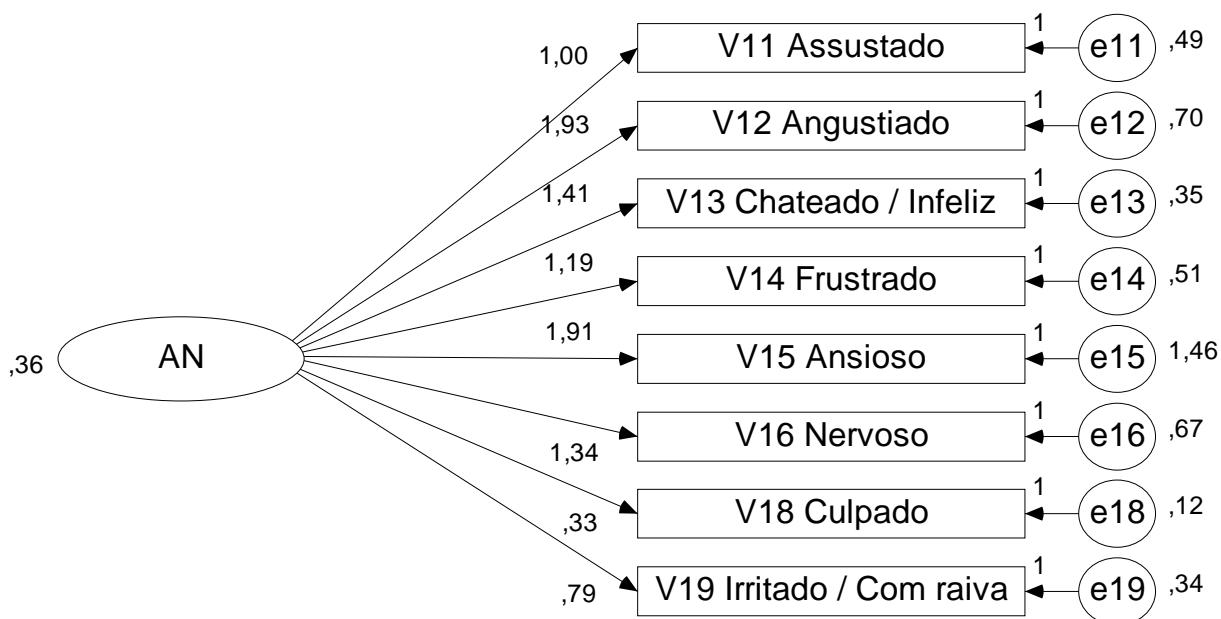 1,00 V11 Assustado 1 e11 ,49
1,93 V12 Angustiado 1 e12 ,70
1,41 V13 Chateado / Infeliz 1 e13 ,35
1,19 V14 Frustrado 1 e14 ,51
,36 AN 1,91 V15 Ansioso 1 e15 1,46
1,34 V16 Nervoso 1 e16 ,67
,33 V18 Culpado 1 e18 ,12
,79 V19 Irritado / Com raiva 1 e19 ,34